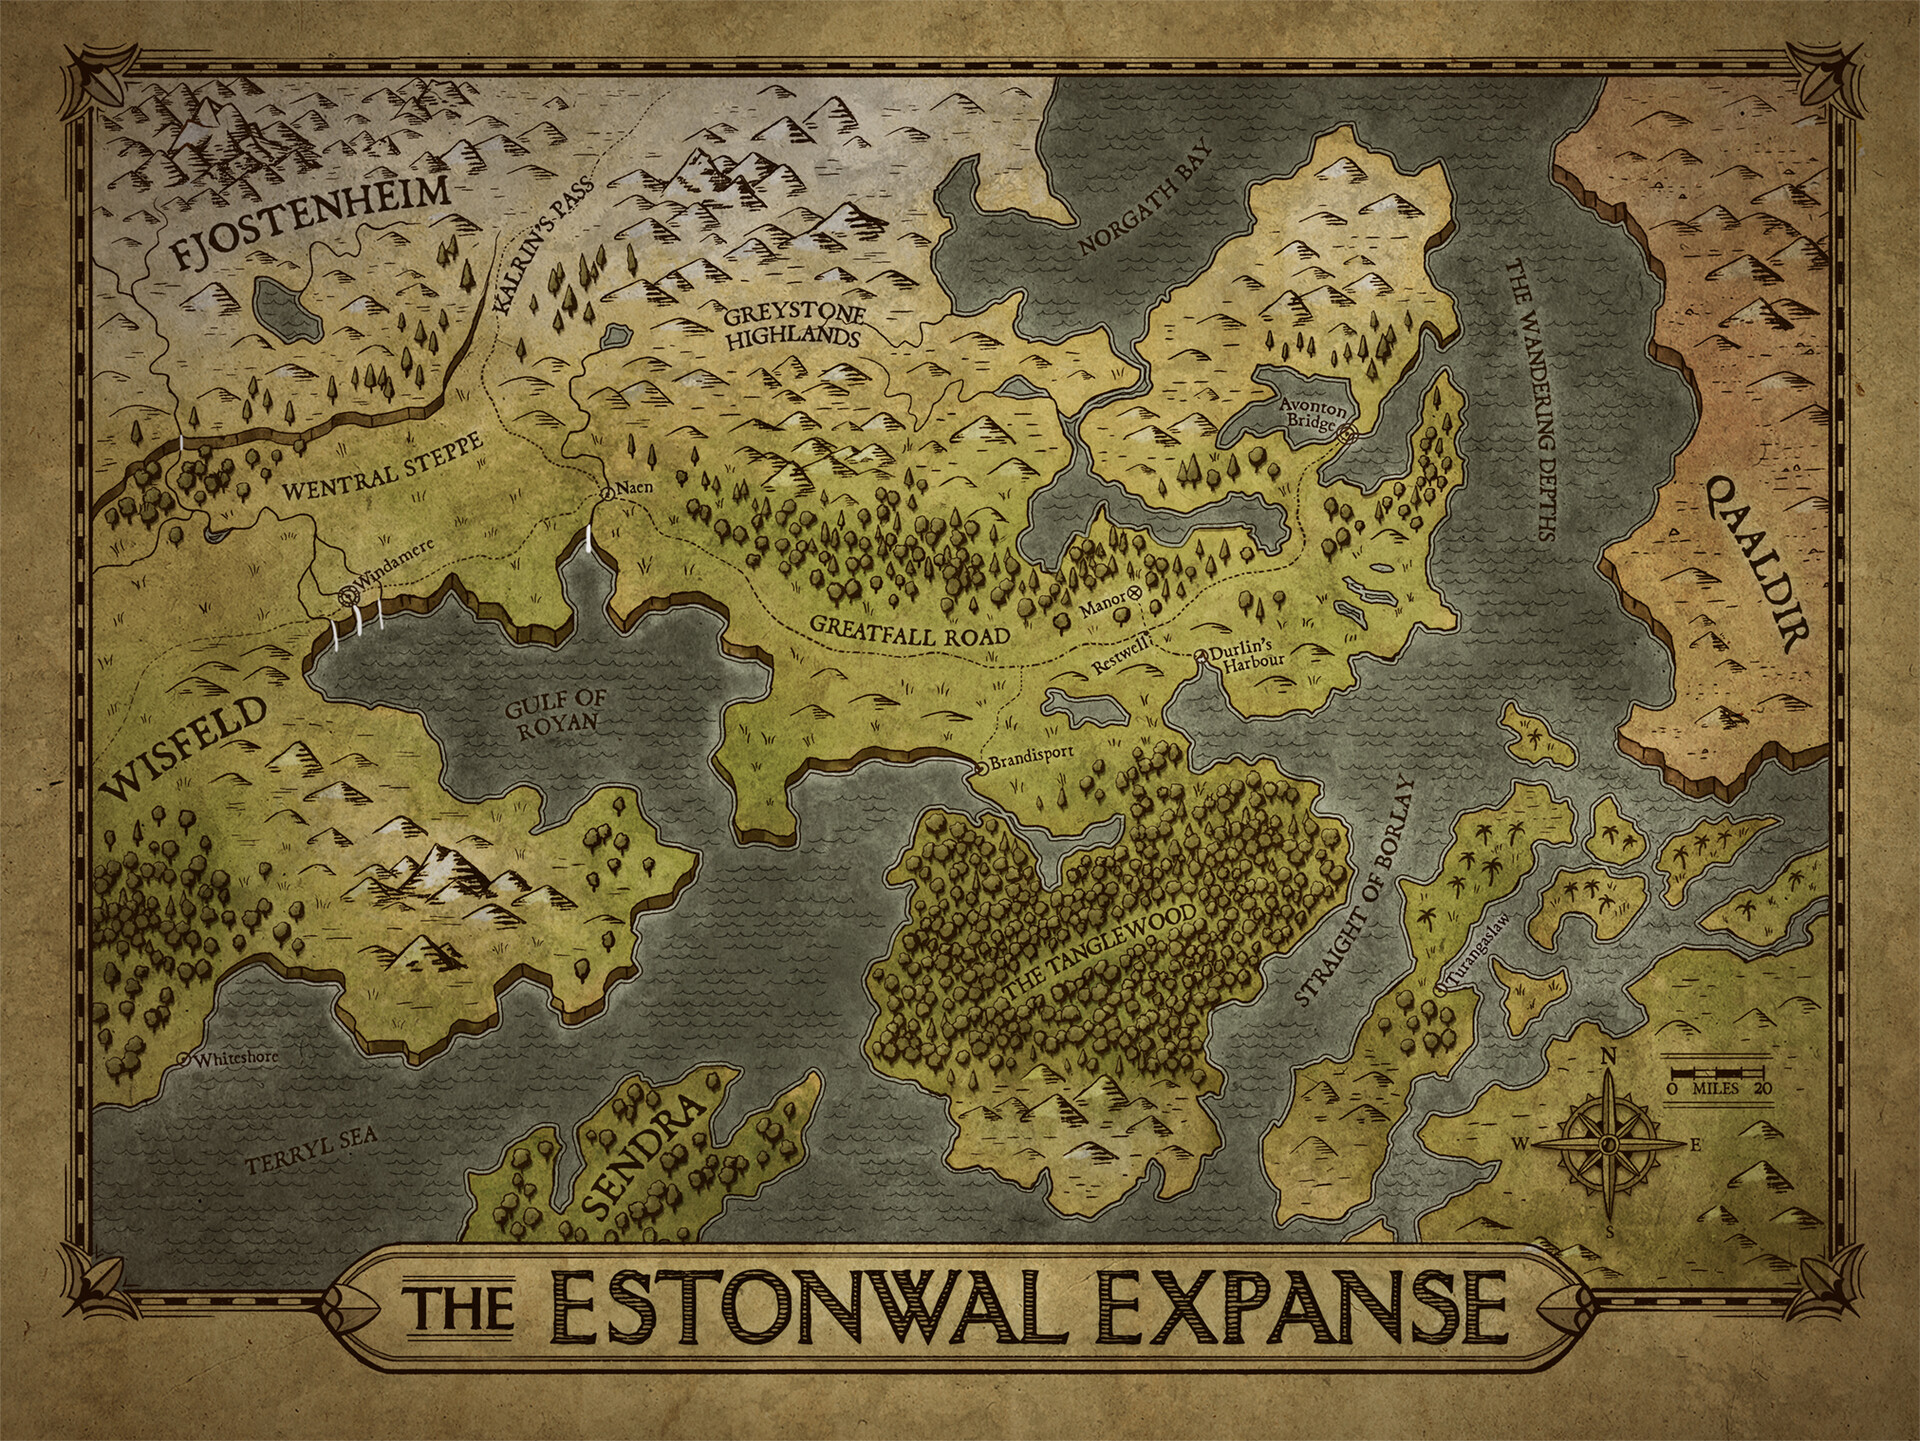 FJOSTENHEIM
KALRIN'S PASS
NORGATH BAY
THE WANDERING DEPTHS
GREYSTONE
HIGHLANDS
Avonton
Bridge
WENTRAL STEPPE
Naen
QAALDIR
Windamere
Manor
GREATFALL ROAD
Restwell
Durlin's
Harbour
GULF OF
ROYAN
WISFELD
Brandisport
STRAIGHT OF BORLAY
THE TANGLEWOOD
Turangaslaw
Whiteshore
N
0 MILES 20
W
E
S
TERRYL SEA
SENDRA
THE ESTONWAL EXPANSE